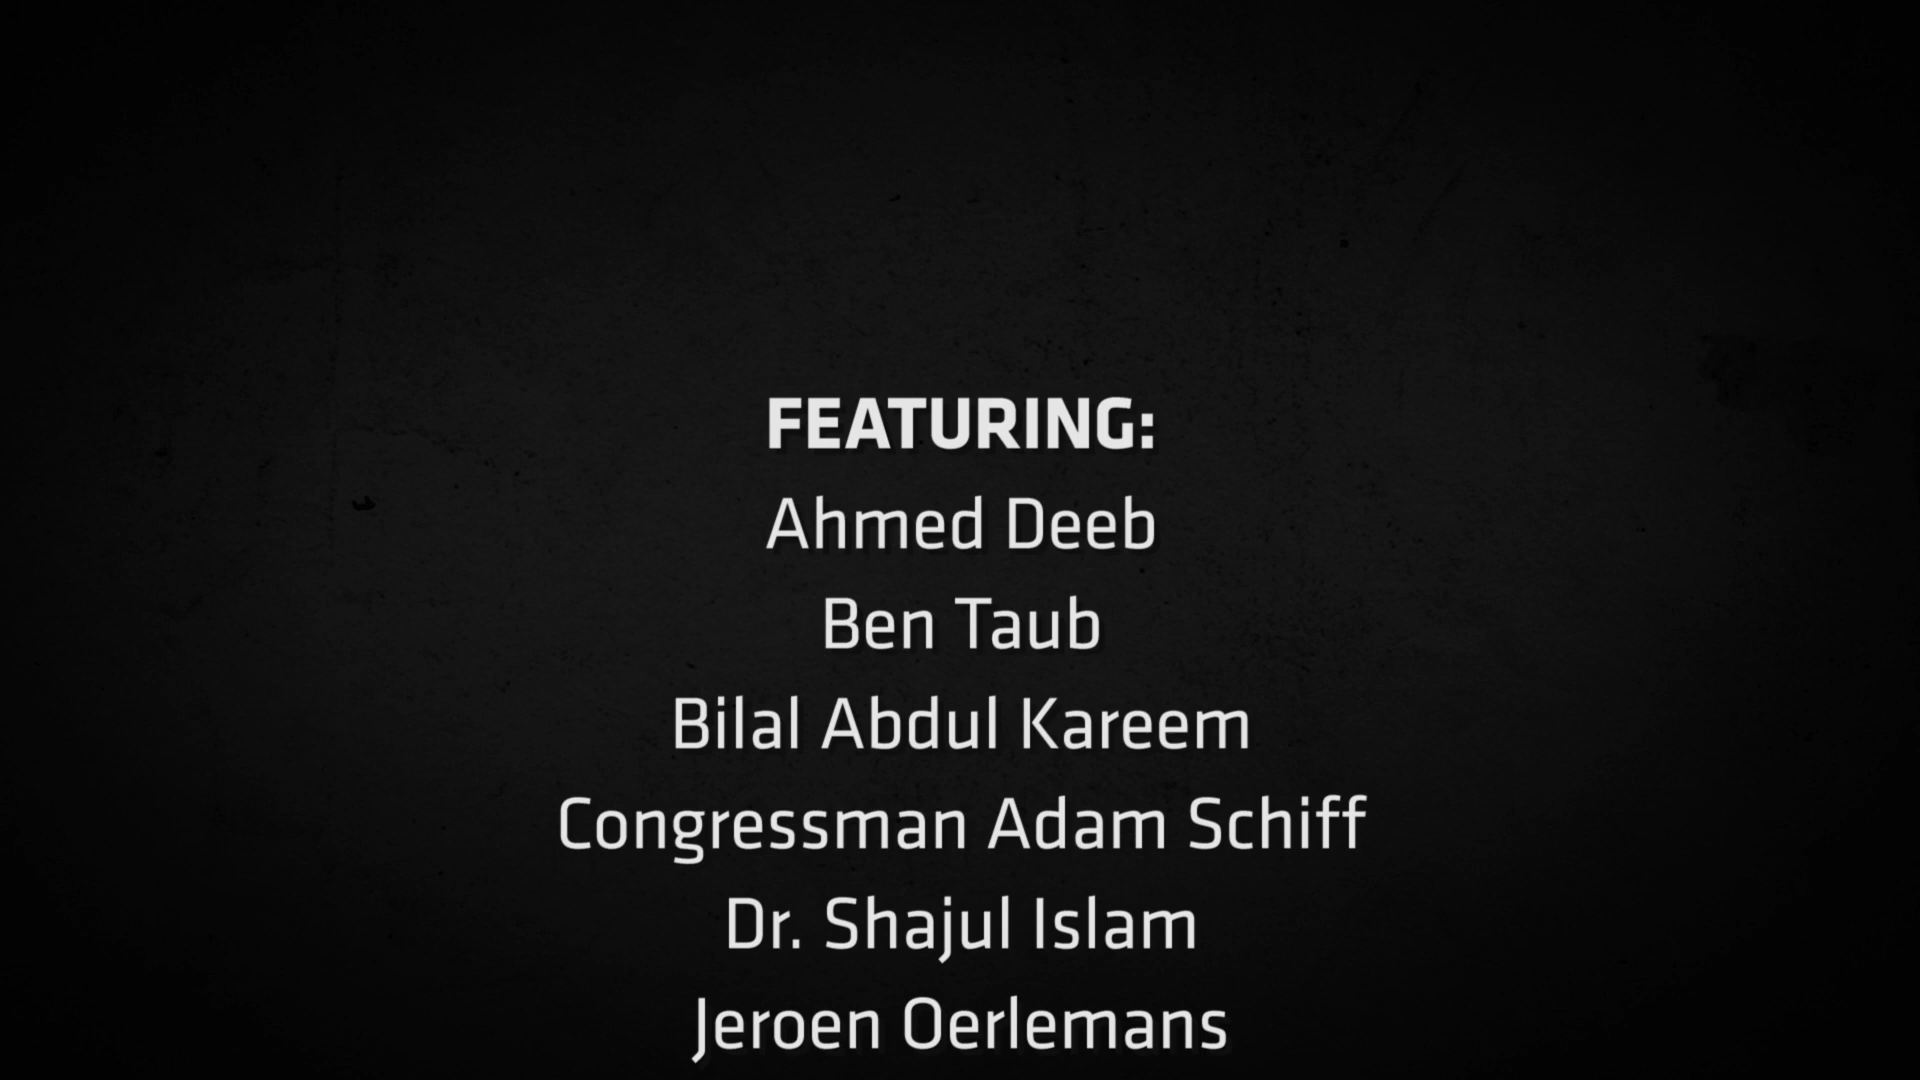 FEATURING:
Ahmed Deeb
Ben Taub
Bilal Abdul Kareem
Congressman Adam Schiff
Dr. Shajul Islam
Jeroen Oerlemans